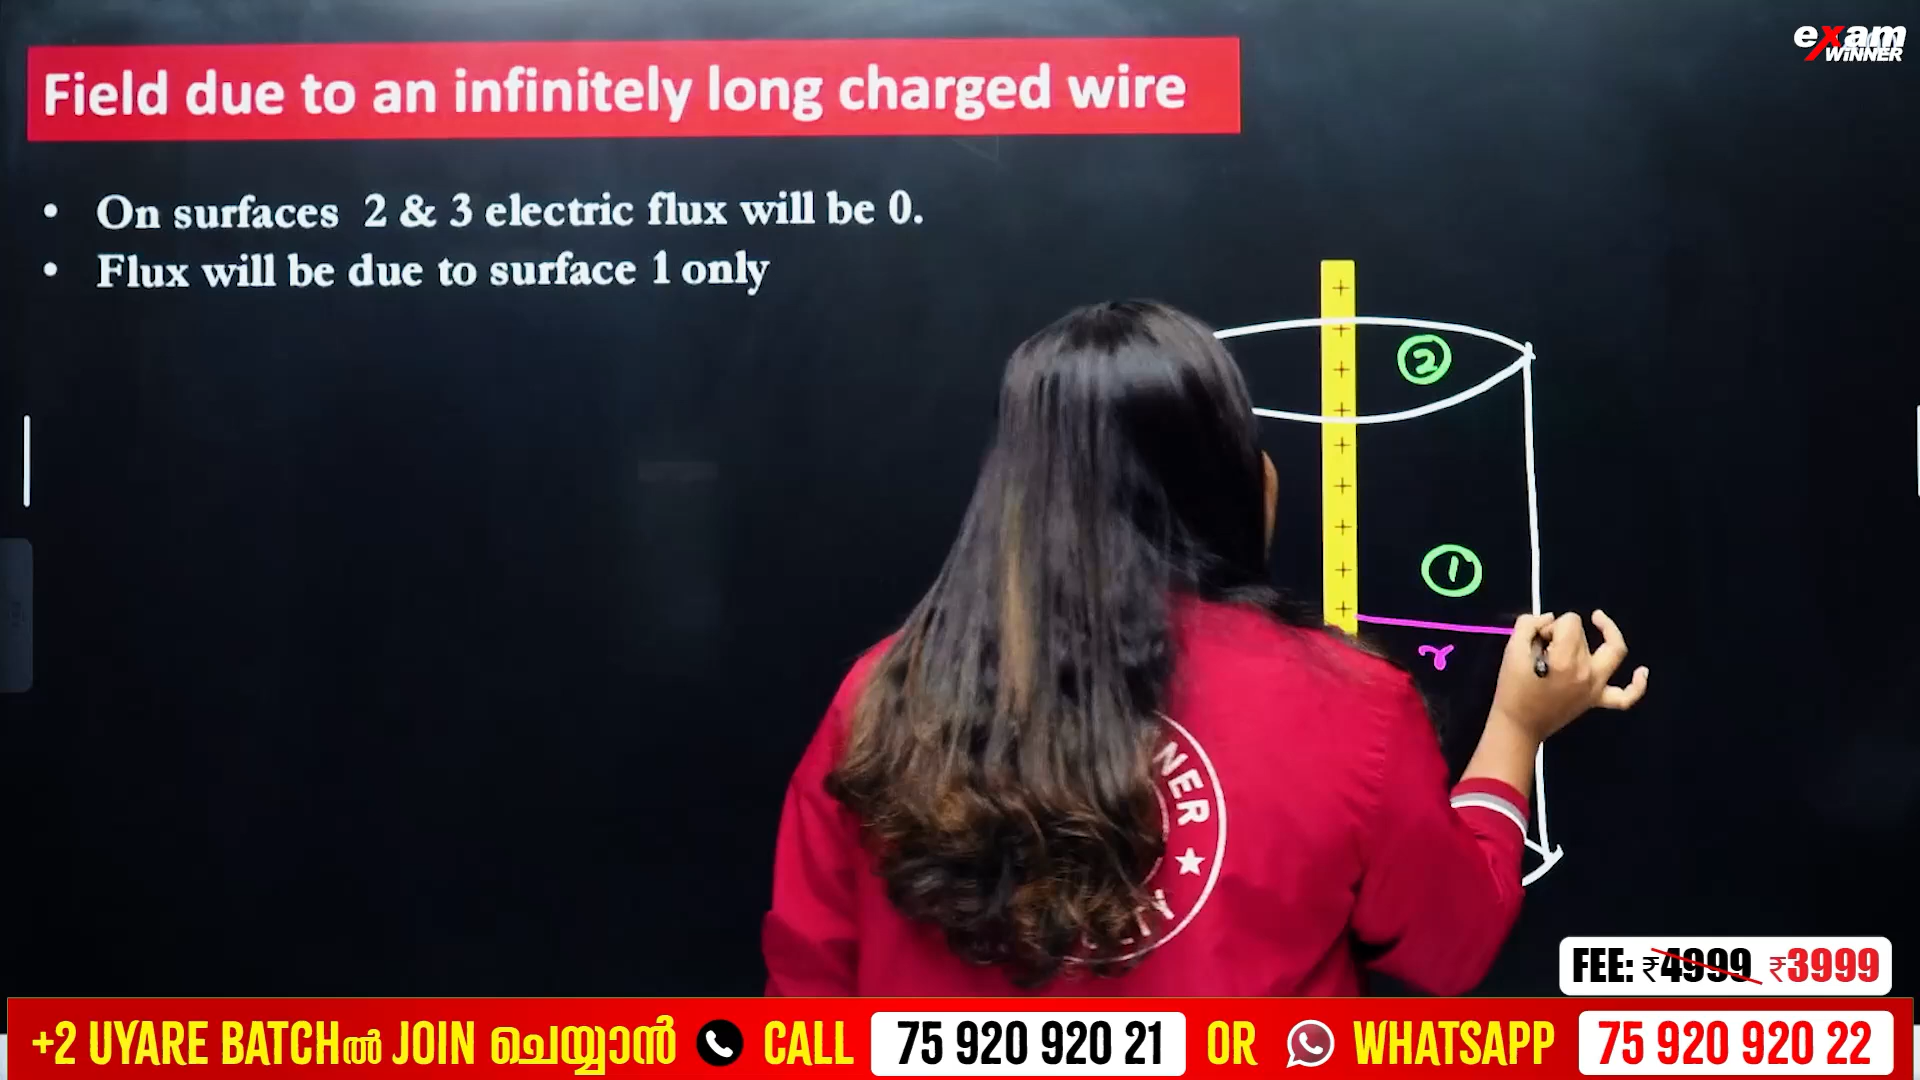 exam
WINNER
Field due to an infinitely long charged wire
• On surfaces 2 & 3 electric flux will be 0.
• Flux will be due to surface 1 only
2
1
r
NER
FEE: ₹4999 ₹3999
+2 UYARE BATCHൽ JOIN ചെയ്യാൻ CALL 75 920 920 21 OR WHATSAPP 75 920 920 22